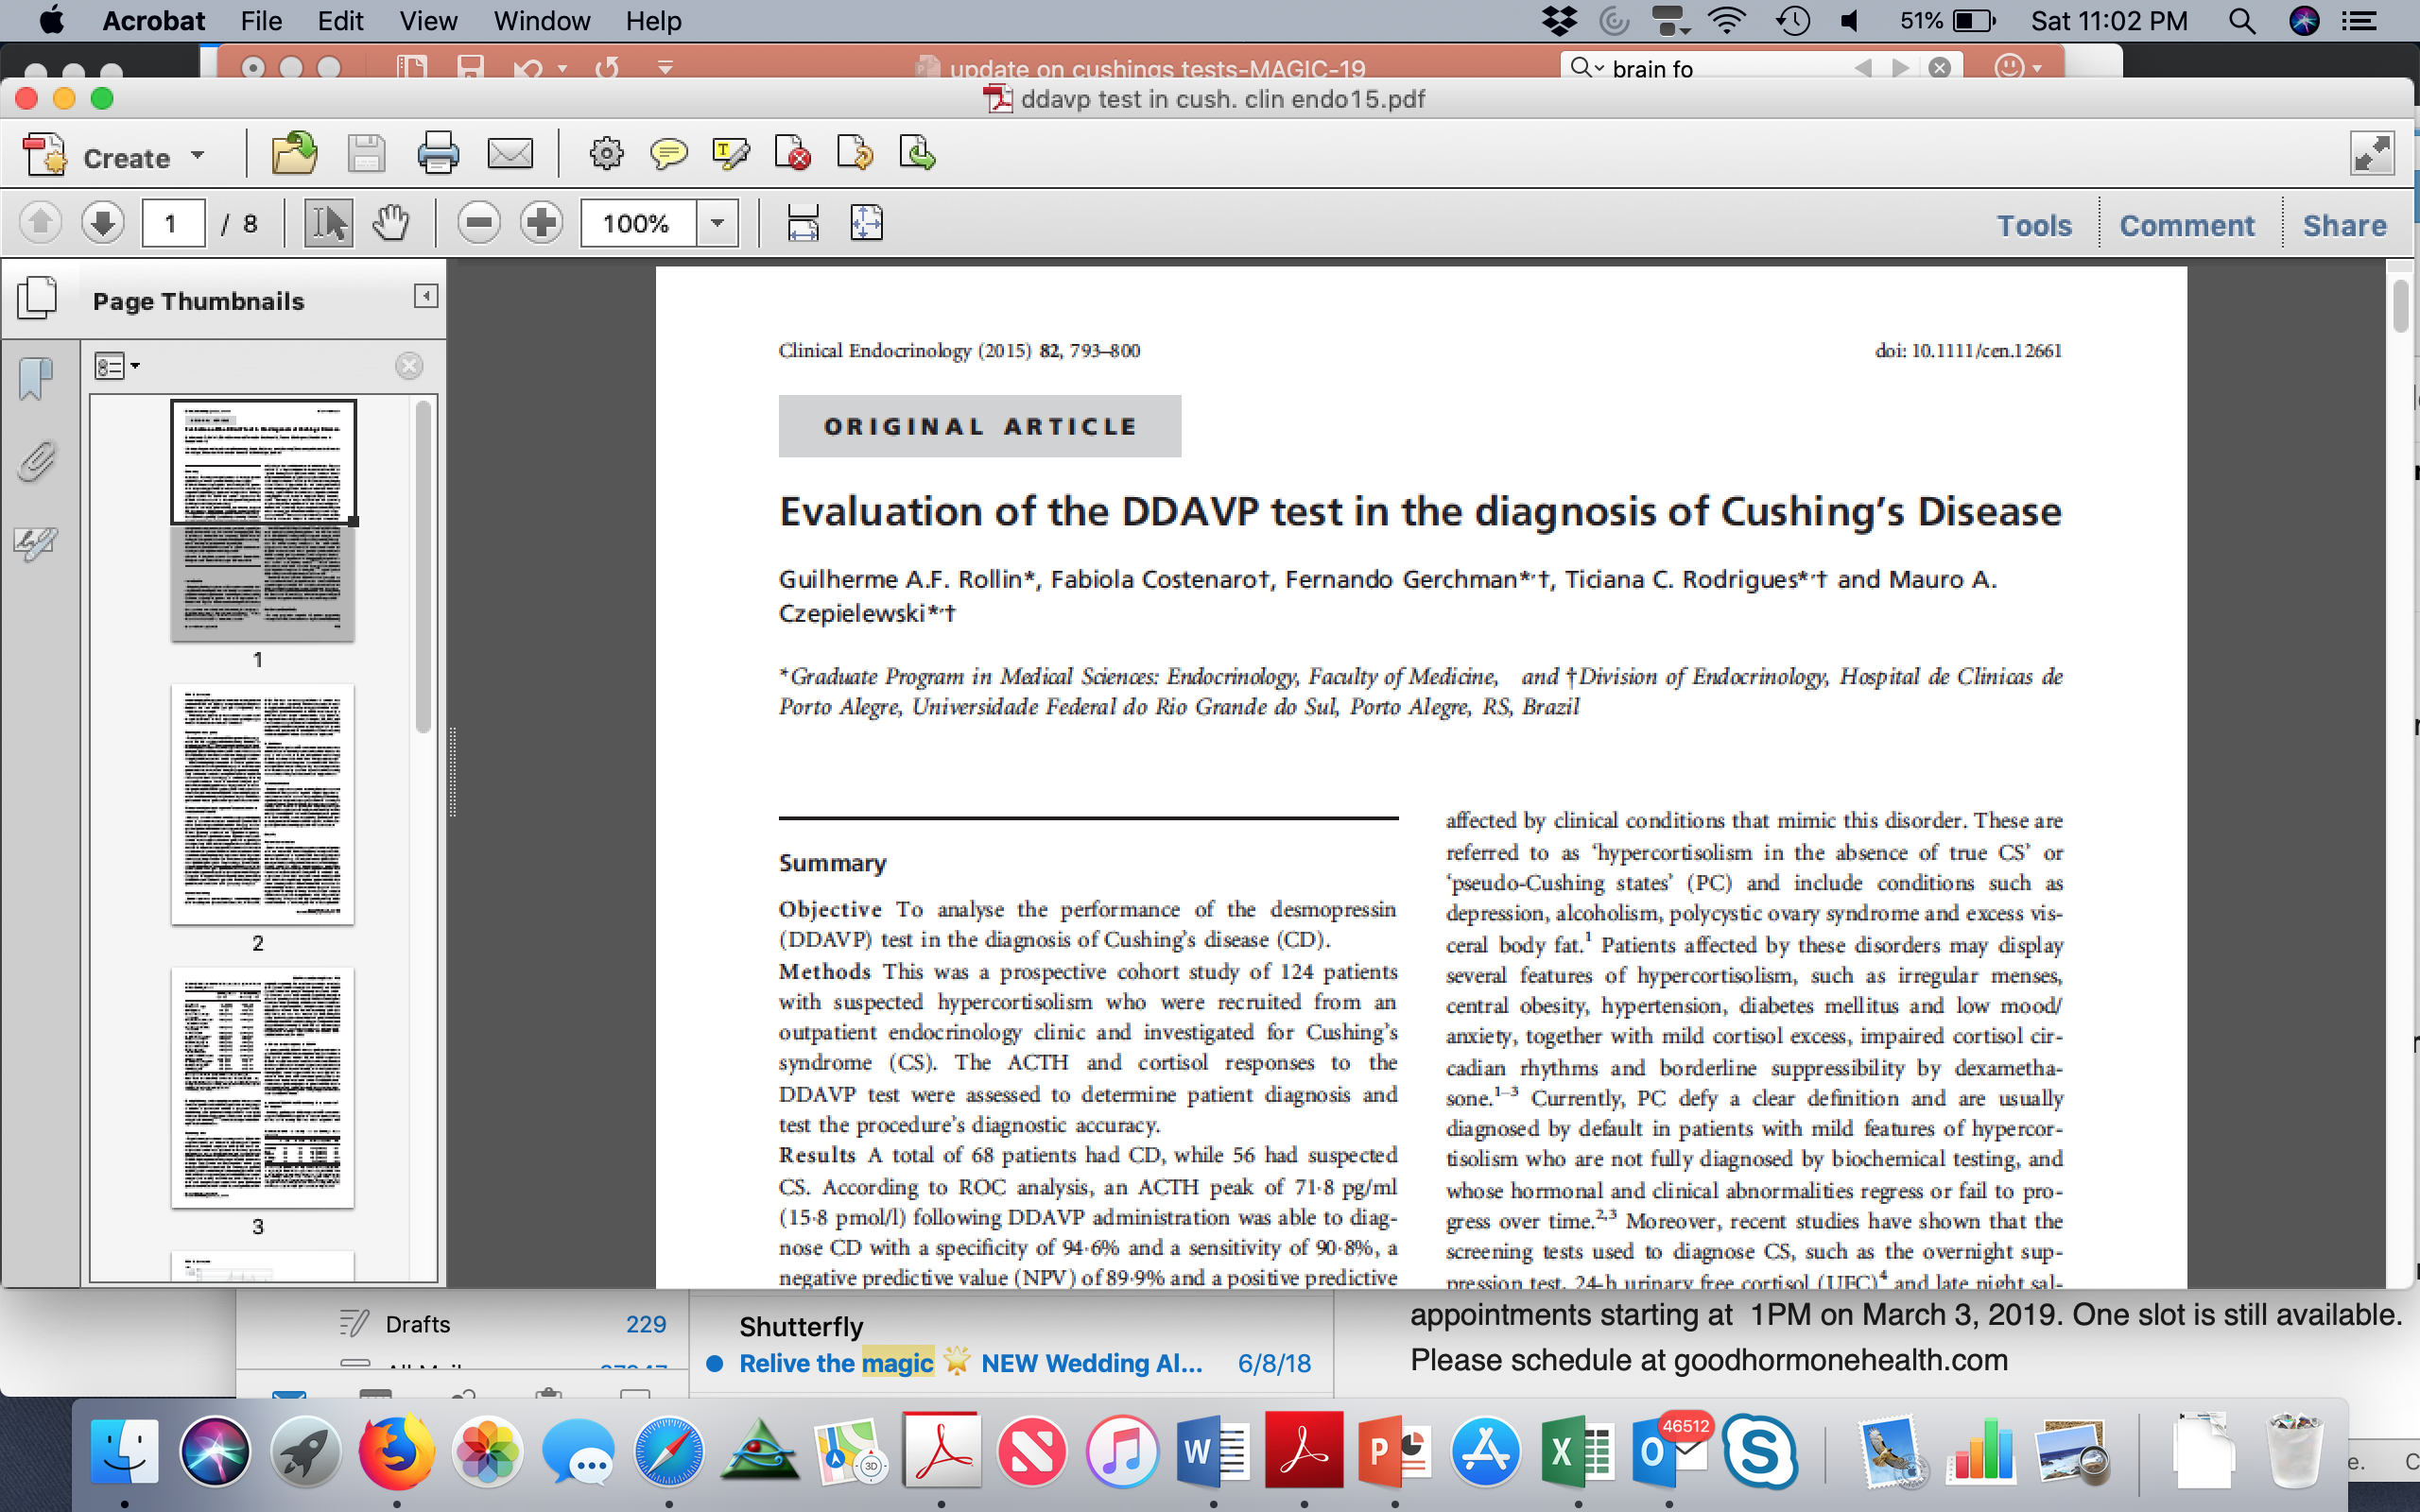 Acrobat File Edit View Window Help 51% Sat 11:02 PM
update on cushings tests-MAGIC-19 brain fo
ddavp test in cush. clin endo15.pdf
Create
1 / 8 100% Tools Comment Share
Page Thumbnails
1
2
3
Clinical Endocrinology (2015) 82, 793–800 doi: 10.1111/cen.12661
ORIGINAL ARTICLE
Evaluation of the DDAVP test in the diagnosis of Cushing's Disease
Guilherme A.F. Rollin*, Fabiola Costenaro†, Fernando Gerchman*,†, Ticiana C. Rodrigues*,† and Mauro A.
Czepielewski*,†
*Graduate Program in Medical Sciences: Endocrinology, Faculty of Medicine, and †Division of Endocrinology, Hospital de Clinicas de
Porto Alegre, Universidade Federal do Rio Grande do Sul, Porto Alegre, RS, Brazil
Summary
Objective To analyse the performance of the desmopressin
(DDAVP) test in the diagnosis of Cushing's disease (CD).
Methods This was a prospective cohort study of 124 patients
with suspected hypercortisolism who were recruited from an
outpatient endocrinology clinic and investigated for Cushing's
syndrome (CS). The ACTH and cortisol responses to the
DDAVP test were assessed to determine patient diagnosis and
test the procedure's diagnostic accuracy.
Results A total of 68 patients had CD, while 56 had suspected
CS. According to ROC analysis, an ACTH peak of 71·8 pg/ml
(15·8 pmol/l) following DDAVP administration was able to diag-
nose CD with a specificity of 94·6% and a sensitivity of 90·8%, a
negative predictive value (NPV) of 89·9% and a positive predictive
affected by clinical conditions that mimic this disorder. These are
referred to as 'hypercortisolism in the absence of true CS' or
'pseudo-Cushing states' (PC) and include conditions such as
depression, alcoholism, polycystic ovary syndrome and excess vis-
ceral body fat.1 Patients affected by these disorders may display
several features of hypercortisolism, such as irregular menses,
central obesity, hypertension, diabetes mellitus and low mood/
anxiety, together with mild cortisol excess, impaired cortisol cir-
cadian rhythms and borderline suppressibility by dexametha-
sone.1–3 Currently, PC defy a clear definition and are usually
diagnosed by default in patients with mild features of hypercor-
tisolism who are not fully diagnosed by biochemical testing, and
whose hormonal and clinical abnormalities regress or fail to pro-
gress over time.2,3 Moreover, recent studies have shown that the
screening tests used to diagnose CS, such as the overnight sup-
pression test, 24-h urinary free cortisol (UFC)4 and late night sal-
Drafts 229
Shutterfly
Relive the magic NEW Wedding Al... 6/8/18
appointments starting at 1PM on March 3, 2019. One slot is still available.
Please schedule at goodhormonehealth.com
46512